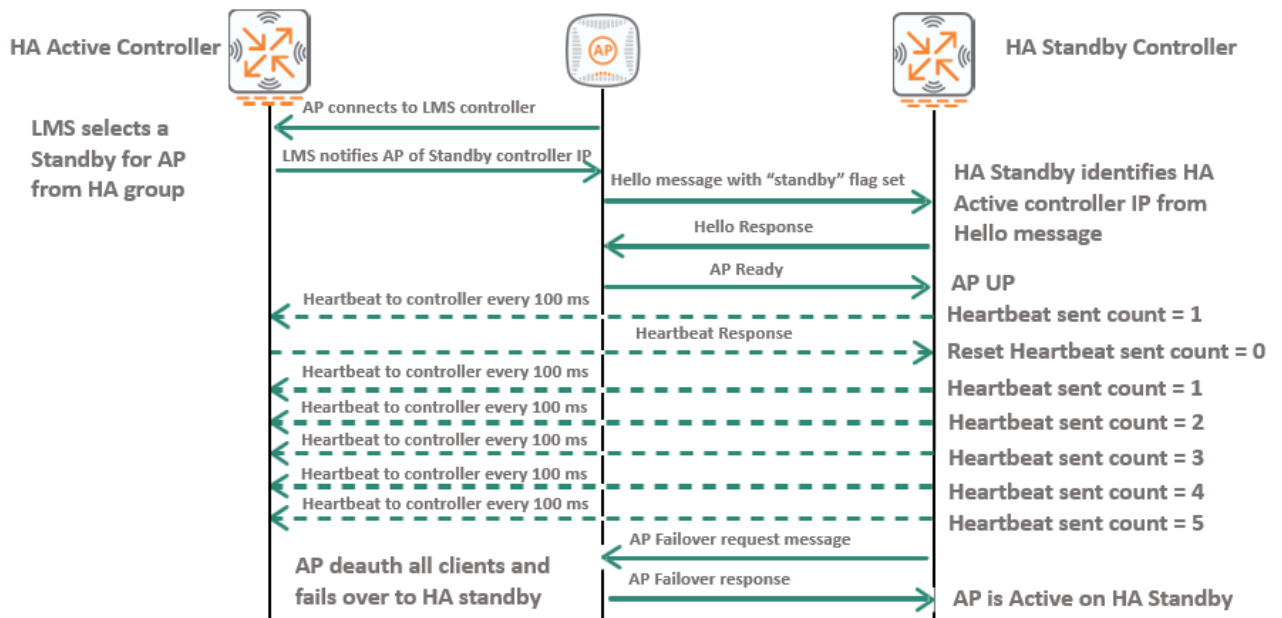 HA Active Controller
AP
HA Standby Controller
AP connects to LMS controller
LMS selects a
Standby for AP
from HA group
LMS notifies AP of Standby controller IP
Hello message with “standby” flag set
HA Standby identifies HA
Active controller IP from
Hello message
Hello Response
AP Ready
AP UP
Heartbeat to controller every 100 ms
Heartbeat sent count = 1
Heartbeat Response
Reset Heartbeat sent count = 0
Heartbeat to controller every 100 ms
Heartbeat sent count = 1
Heartbeat to controller every 100 ms
Heartbeat sent count = 2
Heartbeat to controller every 100 ms
Heartbeat sent count = 3
Heartbeat to controller every 100 ms
Heartbeat sent count = 4
Heartbeat to controller every 100 ms
Heartbeat sent count = 5
AP Failover request message
AP deauth all clients and
fails over to HA standby
AP Failover response
AP is Active on HA Standby